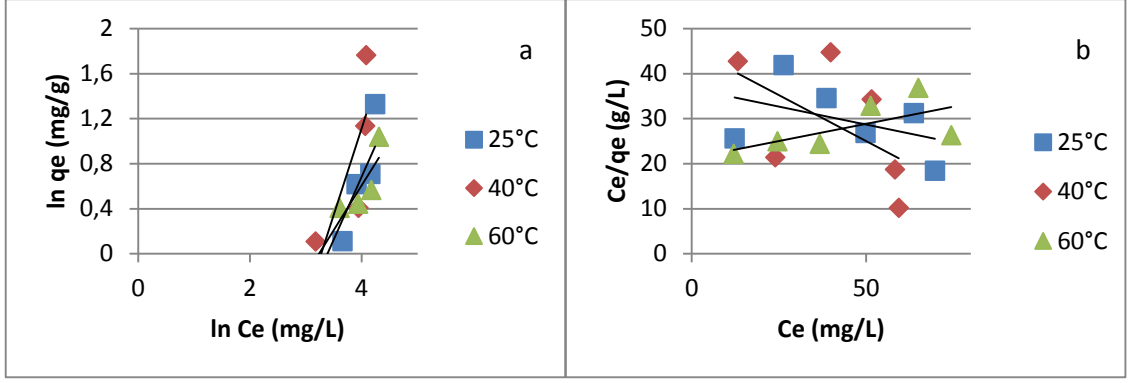 a
2
1,6
1,2
0,8
0,4
0
0 2 4
ln qe (mg/g)
ln Ce (mg/L)
25°C
40°C
60°C
b
50
40
30
20
10
0
0 50
Ce/qe (g/L)
Ce (mg/L)
25°C
40°C
60°C